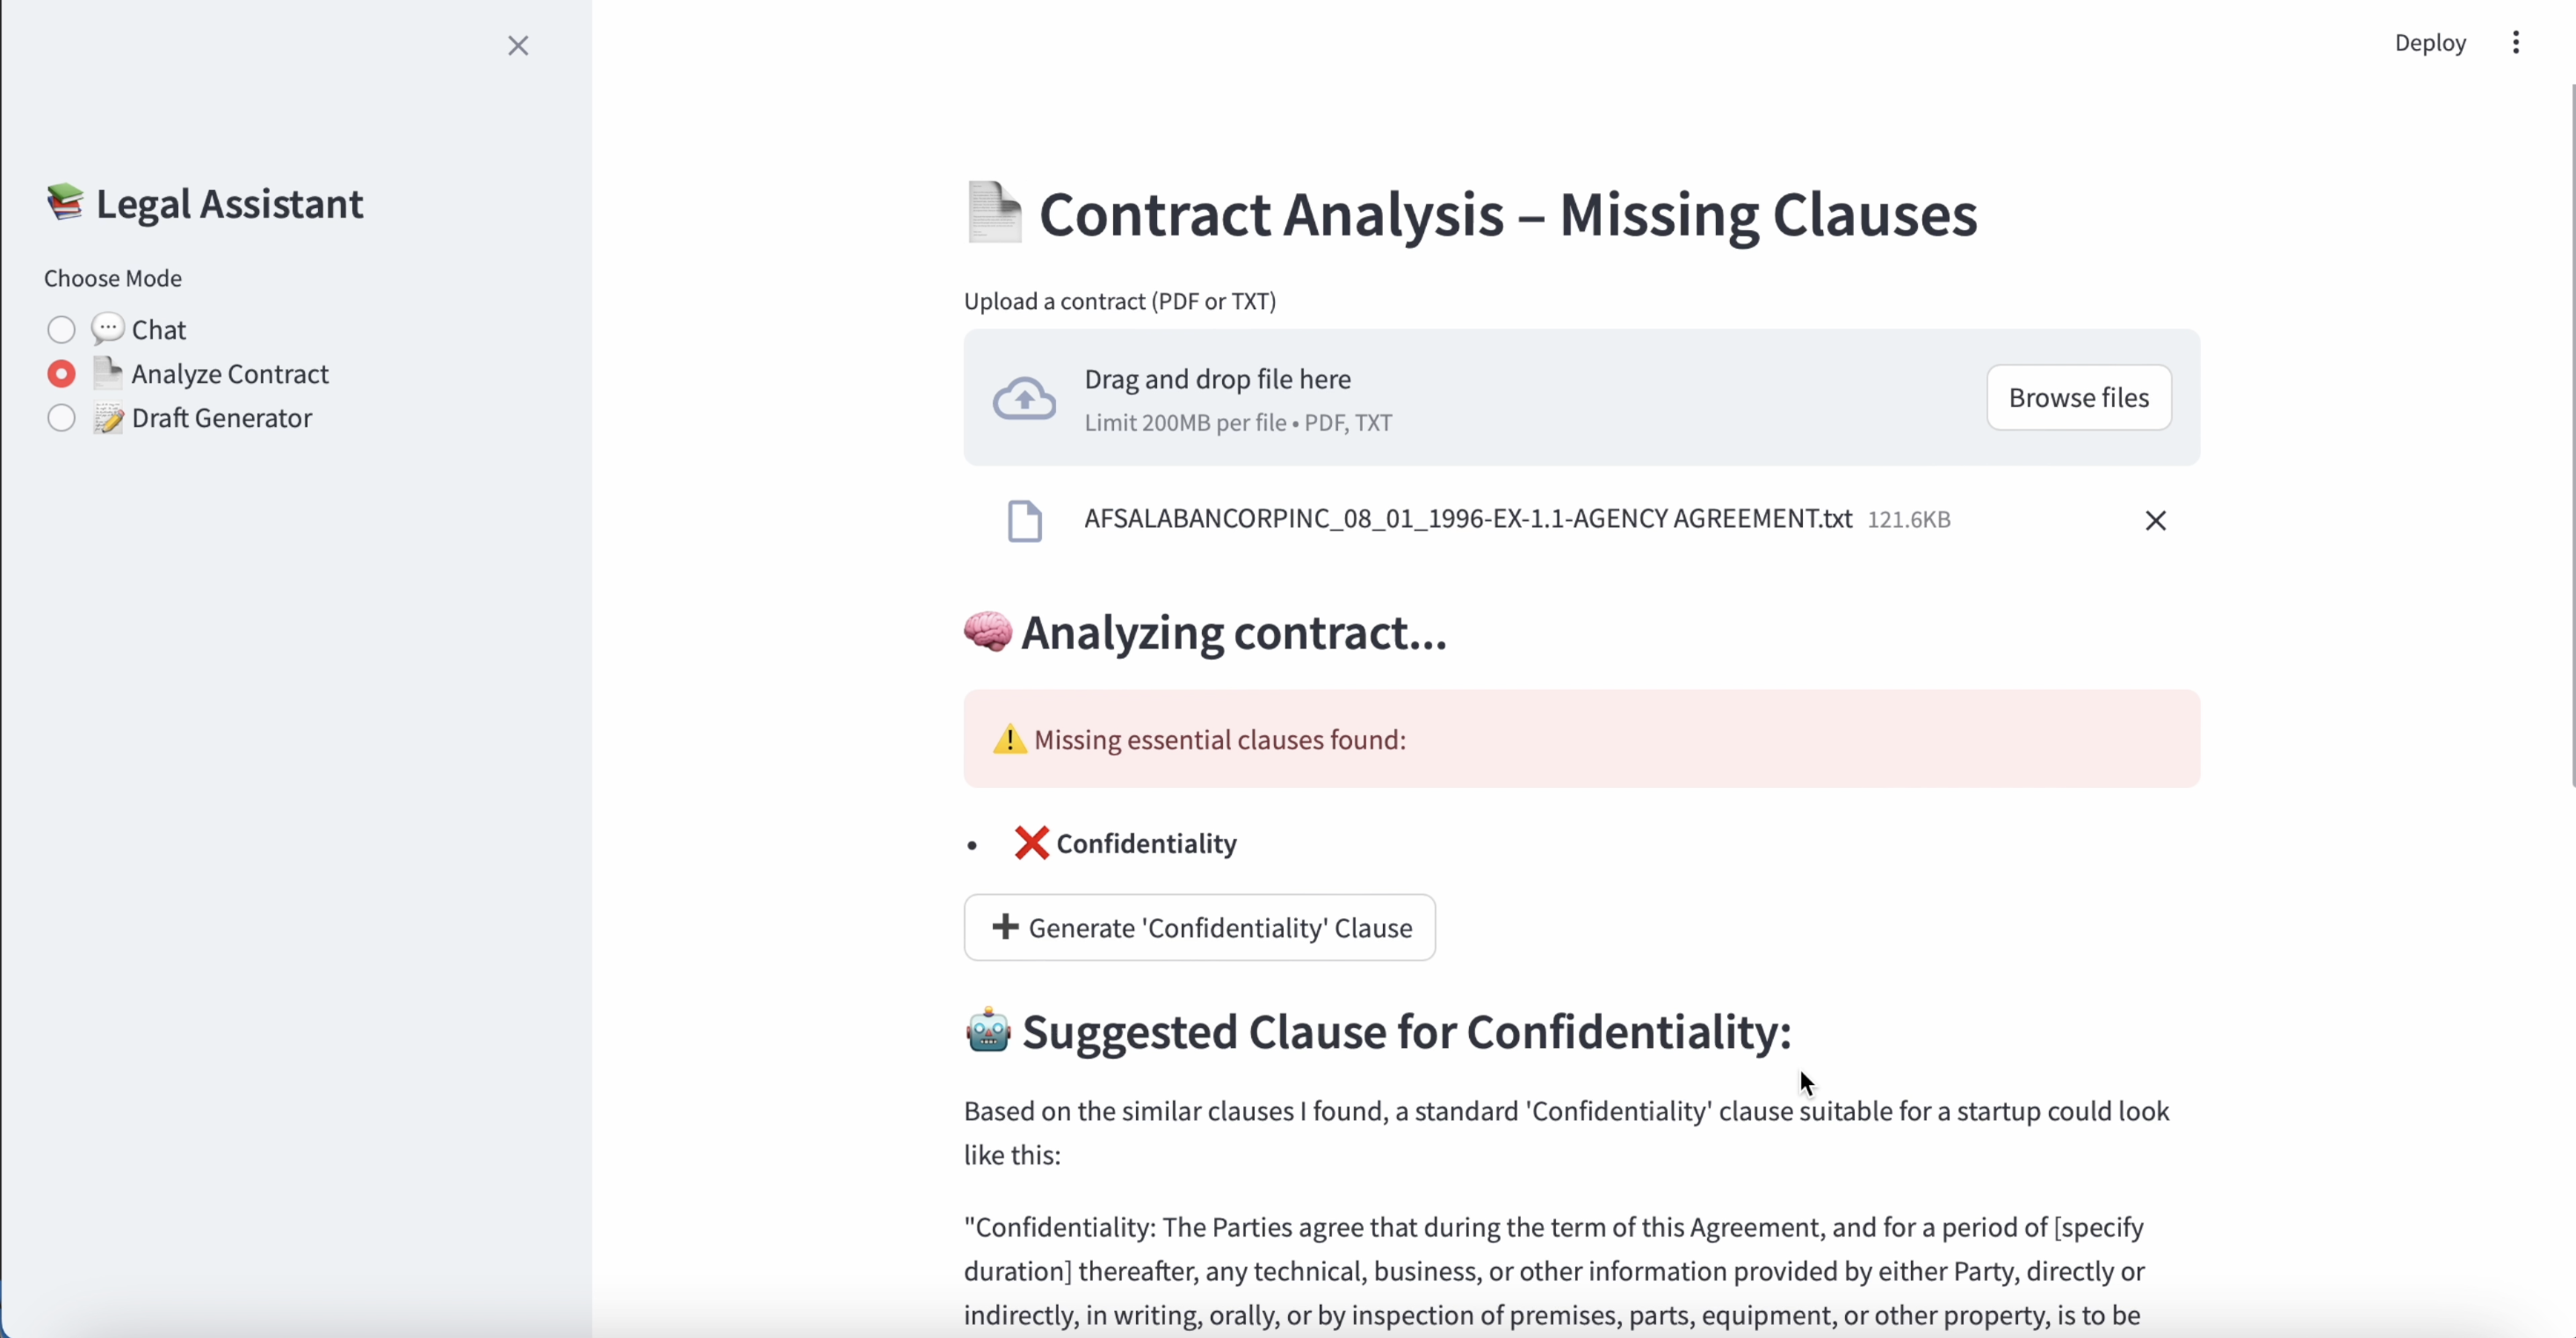 Deploy
📚 Legal Assistant
Choose Mode
💬 Chat
📄 Analyze Contract
📝 Draft Generator
📄 Contract Analysis – Missing Clauses
Upload a contract (PDF or TXT)
Drag and drop file here
Limit 200MB per file • PDF, TXT
Browse files
AFSALABANCORPINC_08_01_1996-EX-1.1-AGENCY AGREEMENT.txt 121.6KB
🧠 Analyzing contract...
⚠️ Missing essential clauses found:
• ❌ Confidentiality
➕ Generate 'Confidentiality' Clause
🤖 Suggested Clause for Confidentiality:
Based on the similar clauses I found, a standard 'Confidentiality' clause suitable for a startup could look
like this:
"Confidentiality: The Parties agree that during the term of this Agreement, and for a period of [specify
duration] thereafter, any technical, business, or other information provided by either Party, directly or
indirectly, in writing, orally, or by inspection of premises, parts, equipment, or other property, is to be